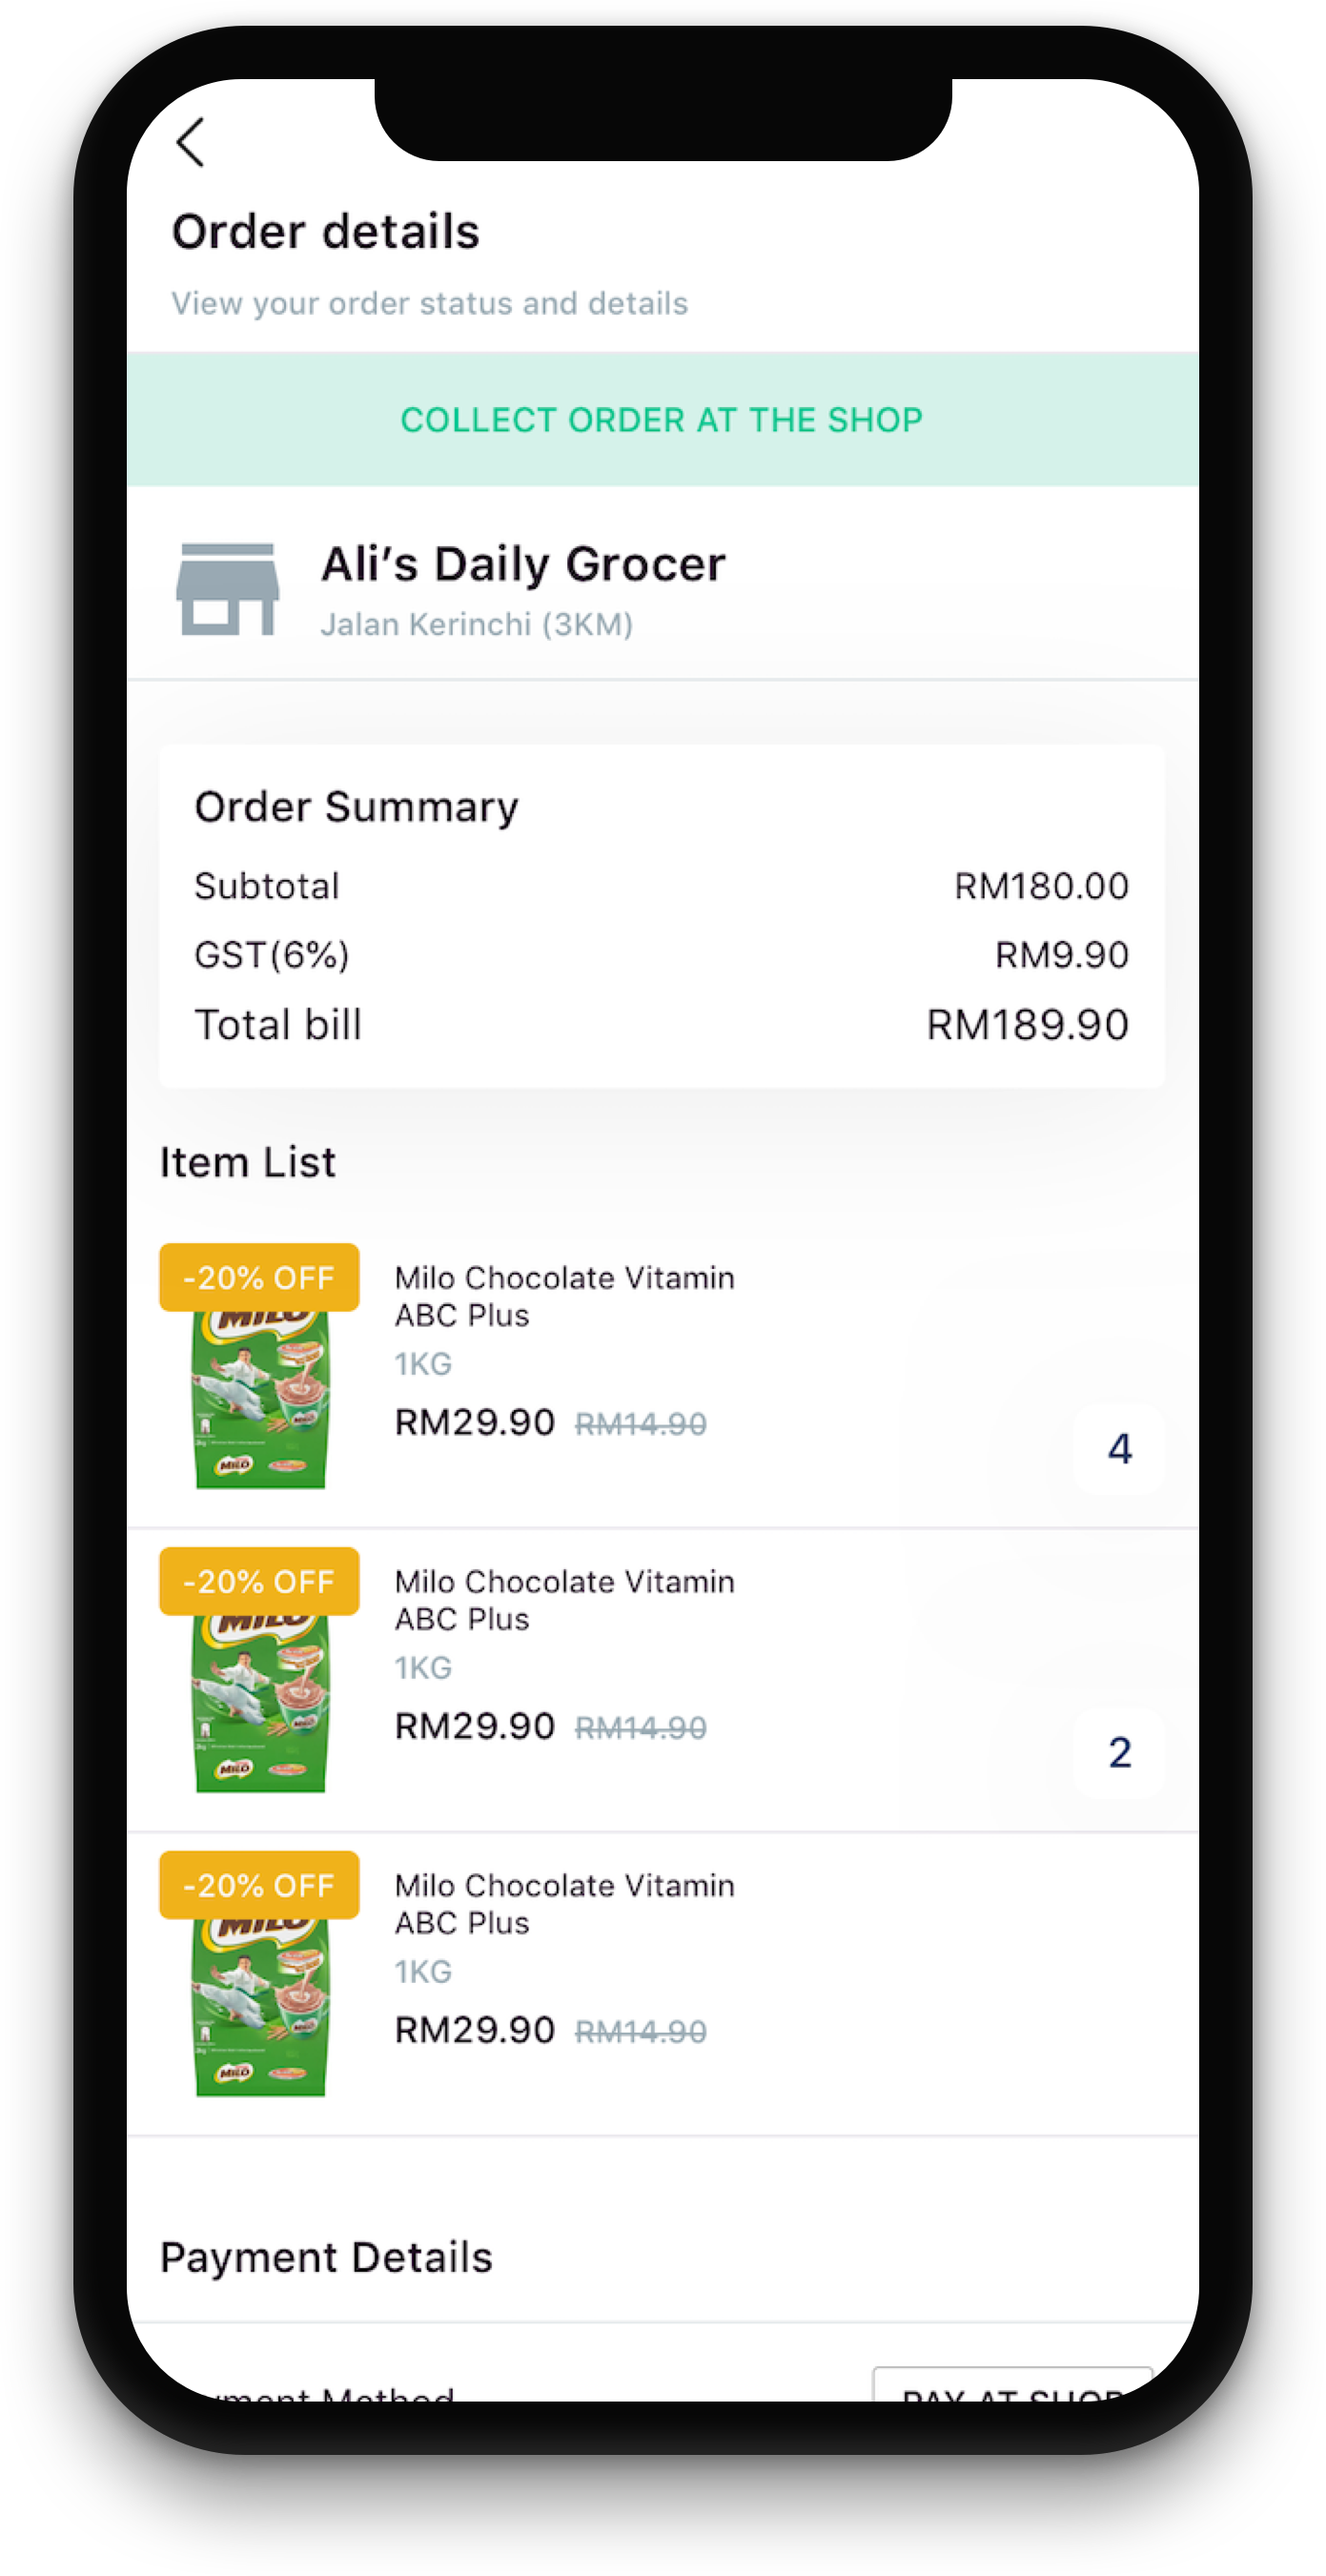 Order details
View your order status and details
COLLECT ORDER AT THE SHOP
Ali’s Daily Grocer
Jalan Kerinchi (3KM)
Order Summary
Subtotal RM180.00
GST(6%) RM9.90
Total bill RM189.90
Item List
-20% OFF
MILO
MILO
Milo Chocolate Vitamin
ABC Plus
1KG
RM29.90 RM14.90
4
-20% OFF
MILO
MILO
Milo Chocolate Vitamin
ABC Plus
1KG
RM29.90 RM14.90
2
-20% OFF
MILO
MILO
Milo Chocolate Vitamin
ABC Plus
1KG
RM29.90 RM14.90
Payment Details
Method PAY AT SHOP